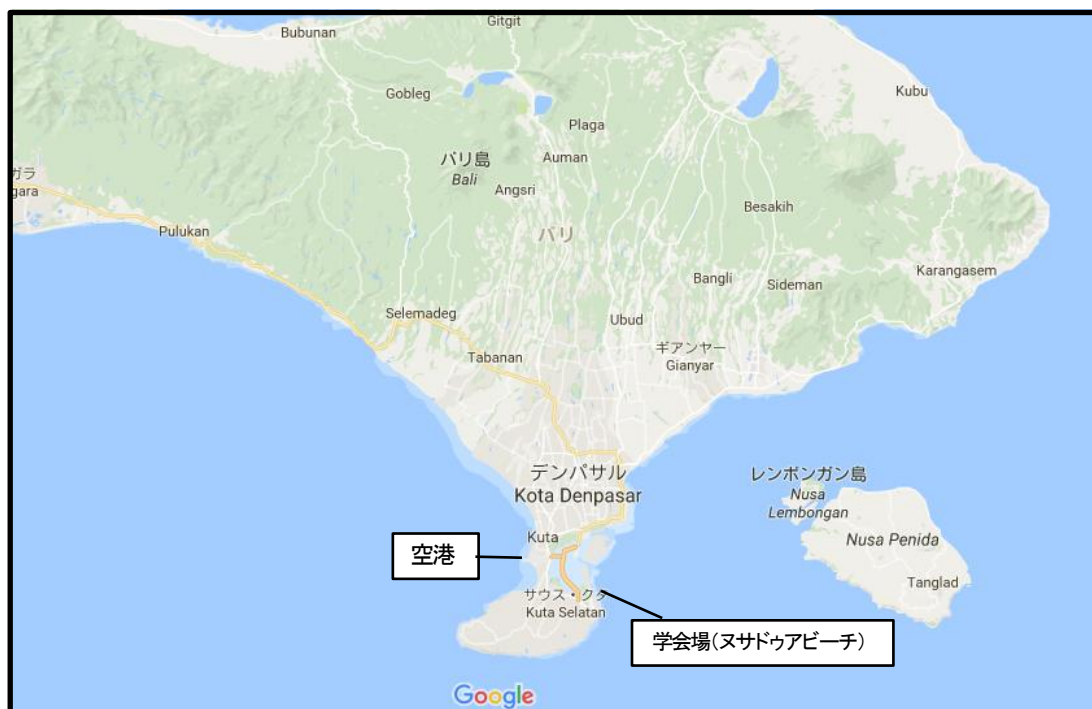 Gitgit
Bubunan
Gobleg
Kubu
Plaga
バリ島
Bali
Auman
Angsri
ガラ
gara
Besakih
Pulukan
バリ
Bangli
Sideman
Karangasem
Selemadeg
Ubud
Tabanan
ギアンヤー
Gianyar
デンパサル
Kota Denpasar
レンボンガン島
Nusa
Lembongan
Kuta
Nusa Penida
空港
Tanglad
サウス・クタ
Kuta Selatan
学会場(ヌサドゥアビーチ)
Google